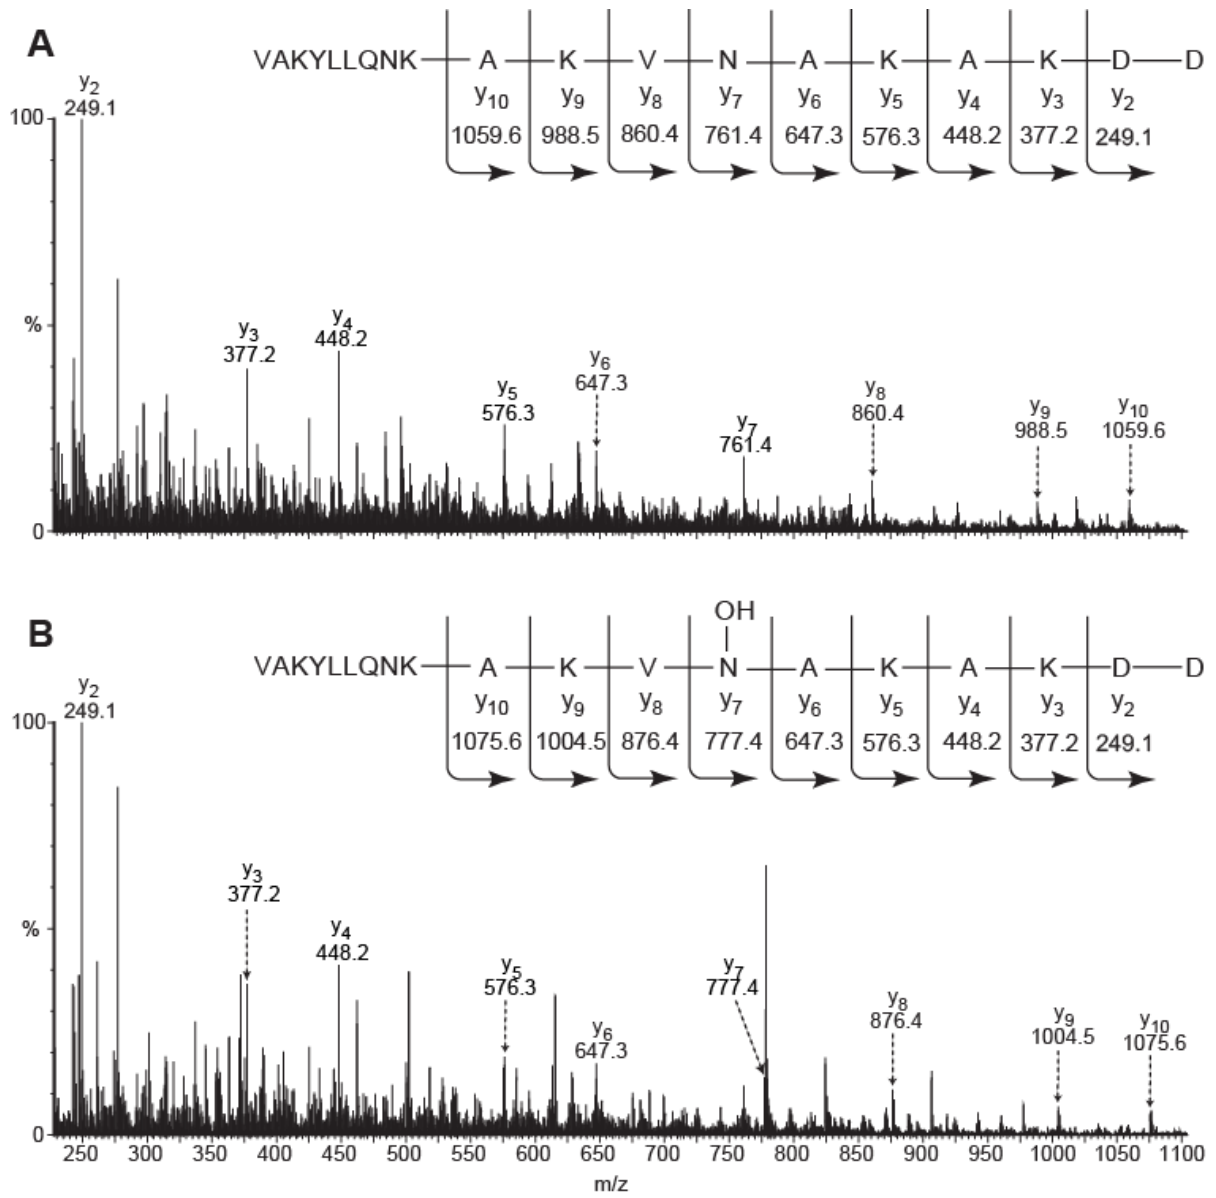 A
VAKYLLQNK A K V N A K A K D D
y10 y9 y8 y7 y6 y5 y4 y3 y2
1059.6 988.5 860.4 761.4 647.3 576.3 448.2 377.2 249.1
y2
249.1
100
%
0
y3
377.2
y4
448.2
y5
576.3
y6
647.3
y7
761.4
y8
860.4
y9
988.5
y10
1059.6
B
OH
VAKYLLQNK A K V N A K A K D D
y10 y9 y8 y7 y6 y5 y4 y3 y2
1075.6 1004.5 876.4 777.4 647.3 576.3 448.2 377.2 249.1
y2
249.1
100
%
0
y3
377.2
y4
448.2
y5
576.3
y6
647.3
y7
777.4
y8
876.4
y9
1004.5
y10
1075.6
250 300 350 400 450 500 550 600 650 700 750 800 850 900 950 1000 1050 1100
m/z